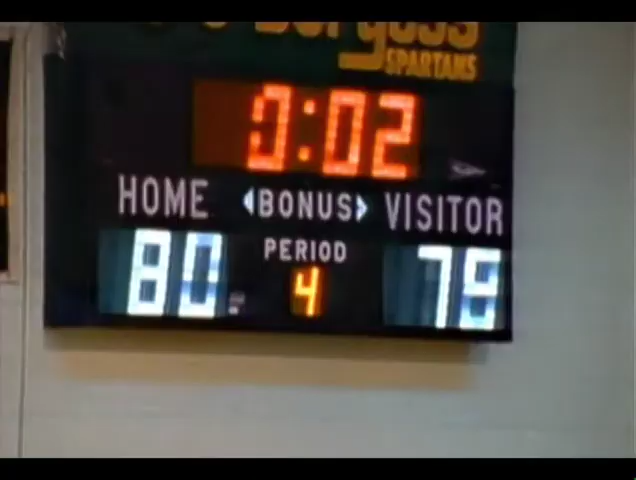 SPARTANS
0:02
HOME BONUS VISITOR
PERIOD
80 4 79